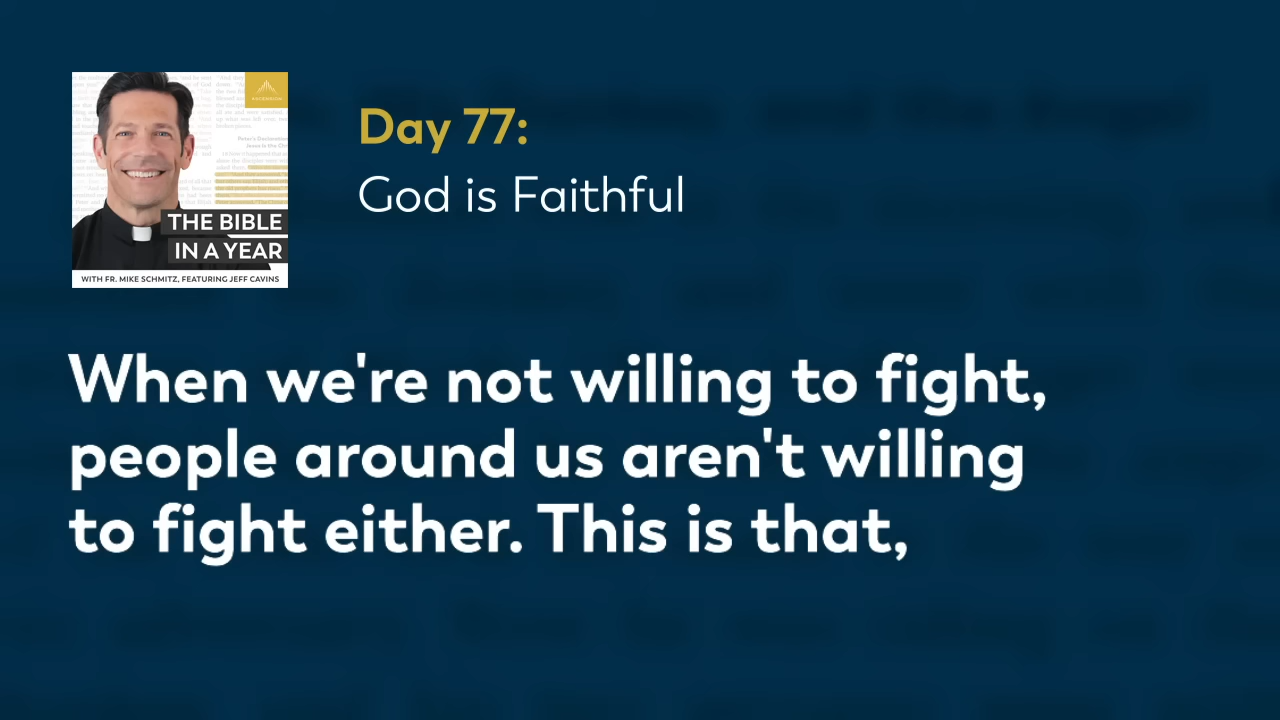 Day 77:
God is Faithful
THE BIBLE
IN A YEAR
WITH FR. MIKE SCHMITZ, FEATURING JEFF CAVINS
When we're not willing to fight,
people around us aren't willing
to fight either. This is that,